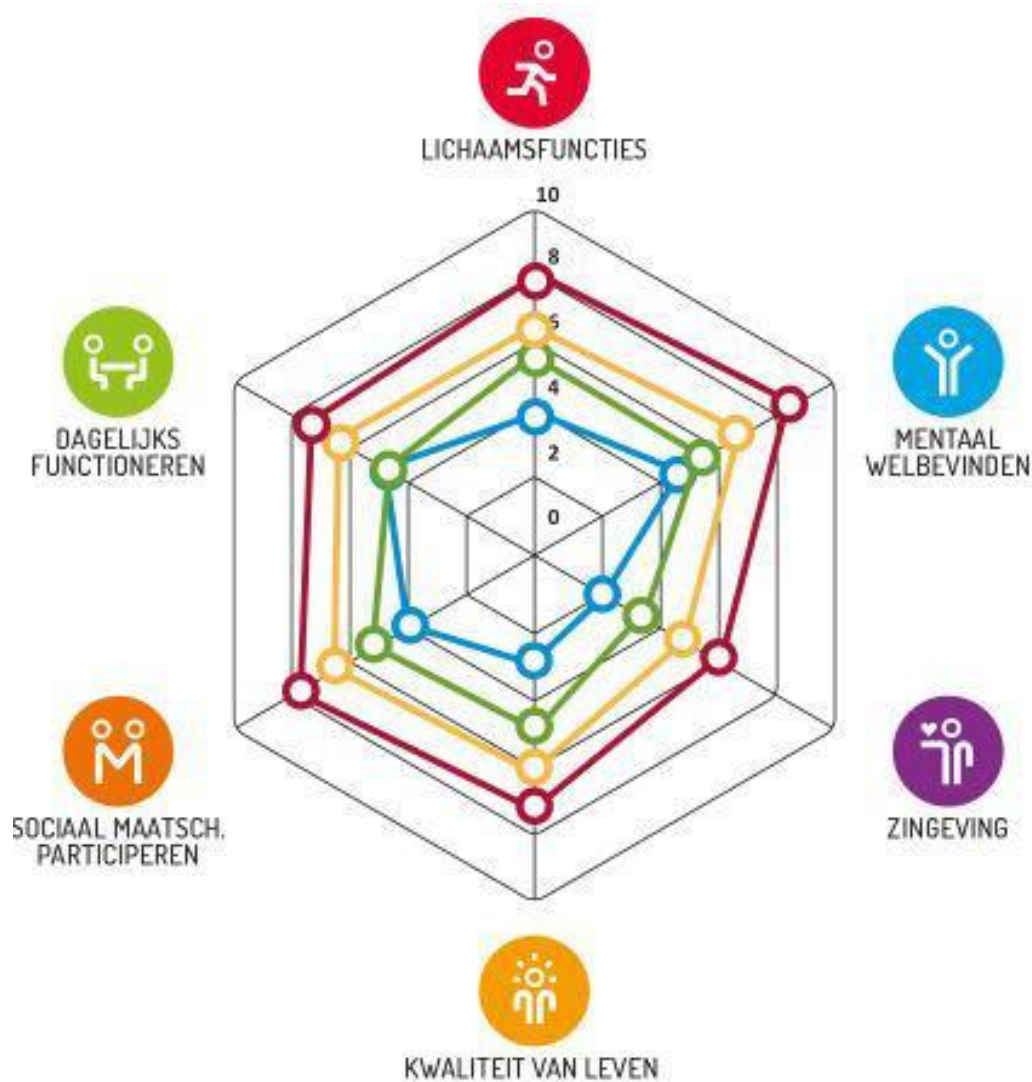 LICHAAMSFUNCTIES
10
8
6
4
2
0
DAGELIJKS
FUNCTIONEREN
MENTAAL
WELBEVINDEN
SOCIAAL MAATSCH.
PARTICIPEREN
ZINGEVING
KWALITEIT VAN LEVEN